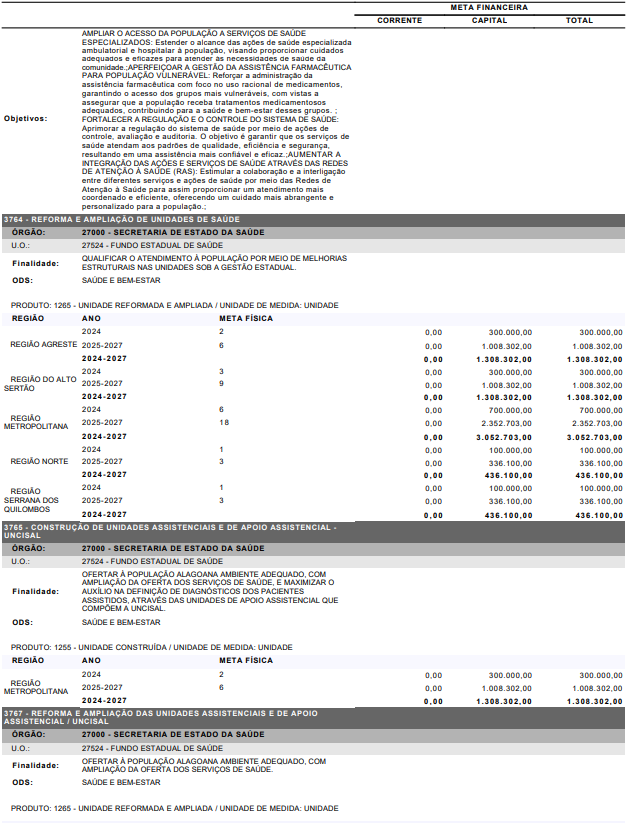 META FINANCEIRA
CORRENTE CAPITAL TOTAL
Objetivos:
AMPLIAR O ACESSO DA POPULAÇÃO A SERVIÇOS DE SAÚDE
ESPECIALIZADOS: Estender o alcance das ações de saúde especializada
ambulatorial e hospitalar à população, visando proporcionar cuidados
adequados e eficazes para atender às necessidades de saúde da
comunidade.;APERFEIÇOAR A GESTÃO DA ASSISTÊNCIA FARMACÊUTICA
PARA POPULAÇÃO VULNERÁVEL: Reforçar a administração da
assistência farmacêutica com foco no uso racional de medicamentos,
garantindo o acesso dos grupos mais vulneráveis, com vistas a
assegurar que a população receba tratamentos medicamentosos
adequados, contribuindo para a saúde e bem-estar desses grupos. ;
FORTALECER A REGULAÇÃO E O CONTROLE DO SISTEMA DE SAÚDE:
Aprimorar a regulação do sistema de saúde por meio de ações de
controle, avaliação e auditoria. O objetivo é garantir que os serviços de
saúde atendam aos padrões de qualidade, eficiência e segurança,
resultando em uma assistência mais confiável e eficaz.;AUMENTAR A
INTEGRAÇÃO DAS AÇÕES E SERVIÇOS DE SAÚDE ATRAVÉS DAS REDES
DE ATENÇÃO À SAÚDE (RAS): Estimular a colaboração e a interligação
entre diferentes serviços e ações de saúde por meio das Redes de
Atenção à Saúde para assim proporcionar um atendimento mais
coordenado e eficiente, oferecendo um cuidado mais abrangente e
personalizado para a população.;
3764 - REFORMA E AMPLIAÇÃO DE UNIDADES DE SAÚDE
ÓRGÃO: 27000 - SECRETARIA DE ESTADO DA SAÚDE
U.O.: 27524 - FUNDO ESTADUAL DE SAÚDE
Finalidade: QUALIFICAR O ATENDIMENTO À POPULAÇÃO POR MEIO DE MELHORIAS
ESTRUTURAIS NAS UNIDADES SOB A GESTÃO ESTADUAL.
ODS: SAÚDE E BEM-ESTAR
PRODUTO: 1265 - UNIDADE REFORMADA E AMPLIADA / UNIDADE DE MEDIDA: UNIDADE
REGIÃO ANO META FÍSICA
2024 2 0,00 300.000,00 300.000,00
REGIÃO AGRESTE 2025-2027 6 0,00 1.008.302,00 1.008.302,00
2024-2027 0,00 1.308.302,00 1.308.302,00
2024 3 0,00 300.000,00 300.000,00
REGIÃO DO ALTO
SERTÃO 2025-2027 9 0,00 1.008.302,00 1.008.302,00
2024-2027 0,00 1.308.302,00 1.308.302,00
2024 6 0,00 700.000,00 700.000,00
REGIÃO
METROPOLITANA 2025-2027 18 0,00 2.352.703,00 2.352.703,00
2024-2027 0,00 3.052.703,00 3.052.703,00
2024 1 0,00 100.000,00 100.000,00
REGIÃO NORTE 2025-2027 3 0,00 336.100,00 336.100,00
2024-2027 0,00 436.100,00 436.100,00
2024 1 0,00 100.000,00 100.000,00
REGIÃO
SERRANA DOS 2025-2027 3 0,00 336.100,00 336.100,00
QUILOMBOS 2024-2027 0,00 436.100,00 436.100,00
3765 - CONSTRUÇÃO DE UNIDADES ASSISTENCIAIS E DE APOIO ASSISTENCIAL -
UNCISAL
ÓRGÃO: 27000 - SECRETARIA DE ESTADO DA SAÚDE
U.O.: 27524 - FUNDO ESTADUAL DE SAÚDE
Finalidade:
OFERTAR À POPULAÇÃO ALAGOANA AMBIENTE ADEQUADO, COM
AMPLIAÇÃO DA OFERTA DOS SERVIÇOS DE SAÚDE, E MAXIMIZAR O
AUXÍLIO NA DEFINIÇÃO DE DIAGNÓSTICOS DOS PACIENTES
ASSISTIDOS, ATRAVÉS DAS UNIDADES DE APOIO ASSISTENCIAL QUE
COMPÕEM A UNCISAL.
ODS: SAÚDE E BEM-ESTAR
PRODUTO: 1255 - UNIDADE CONSTRUÍDA / UNIDADE DE MEDIDA: UNIDADE
REGIÃO ANO META FÍSICA
2024 2 0,00 300.000,00 300.000,00
REGIÃO
METROPOLITANA 2025-2027 6 0,00 1.008.302,00 1.008.302,00
2024-2027 0,00 1.308.302,00 1.308.302,00
3767 - REFORMA E AMPLIAÇÃO DAS UNIDADES ASSISTENCIAIS E DE APOIO
ASSISTENCIAL / UNCISAL
ÓRGÃO: 27000 - SECRETARIA DE ESTADO DA SAÚDE
U.O.: 27524 - FUNDO ESTADUAL DE SAÚDE
Finalidade: OFERTAR À POPULAÇÃO ALAGOANA AMBIENTE ADEQUADO, COM
AMPLIAÇÃO DA OFERTA DOS SERVIÇOS DE SAÚDE.
ODS: SAÚDE E BEM-ESTAR
PRODUTO: 1265 - UNIDADE REFORMADA E AMPLIADA / UNIDADE DE MEDIDA: UNIDADE